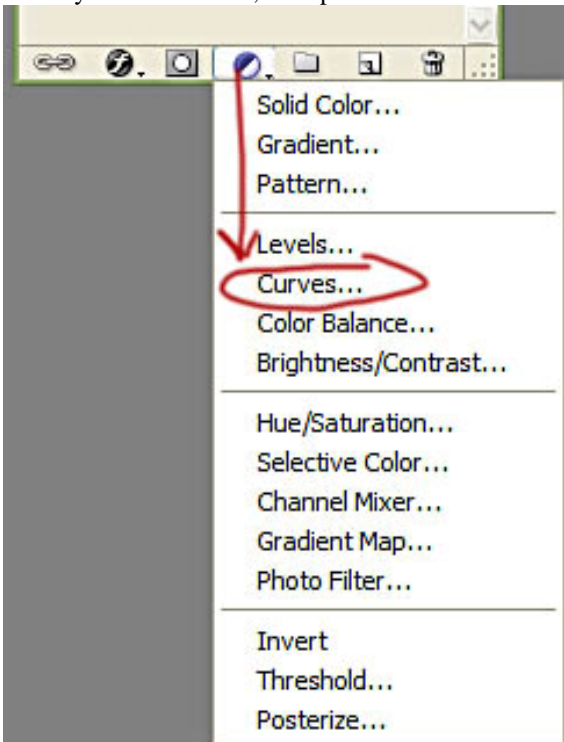 Solid Color...
Gradient...
Pattern...
Levels...
Curves...
Color Balance...
Brightness/Contrast...
Hue/Saturation...
Selective Color...
Channel Mixer...
Gradient Map...
Photo Filter...
Invert
Threshold...
Posterize...